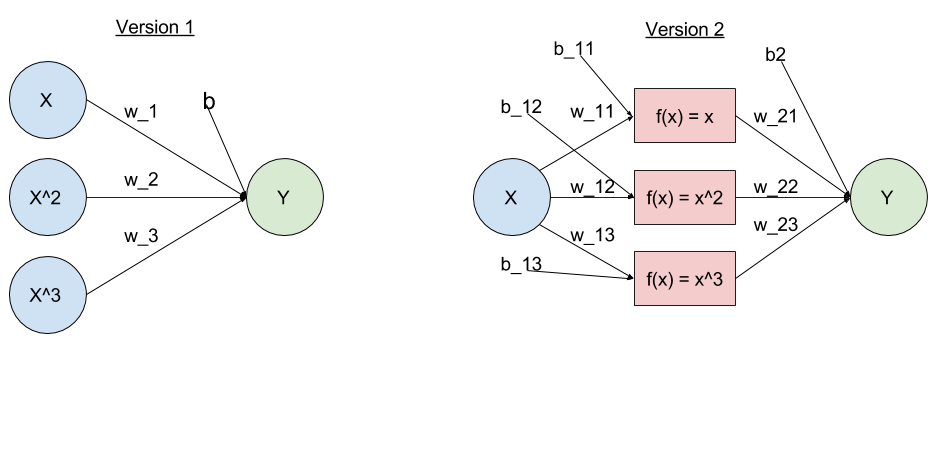 Version 1
X
X^2
X^3
w_1
w_2
w_3
b
Y
Version 2
b_11
b_12
b_13
X
w_11
w_12
w_13
f(x) = x
f(x) = x^2
f(x) = x^3
w_21
w_22
w_23
b2
Y